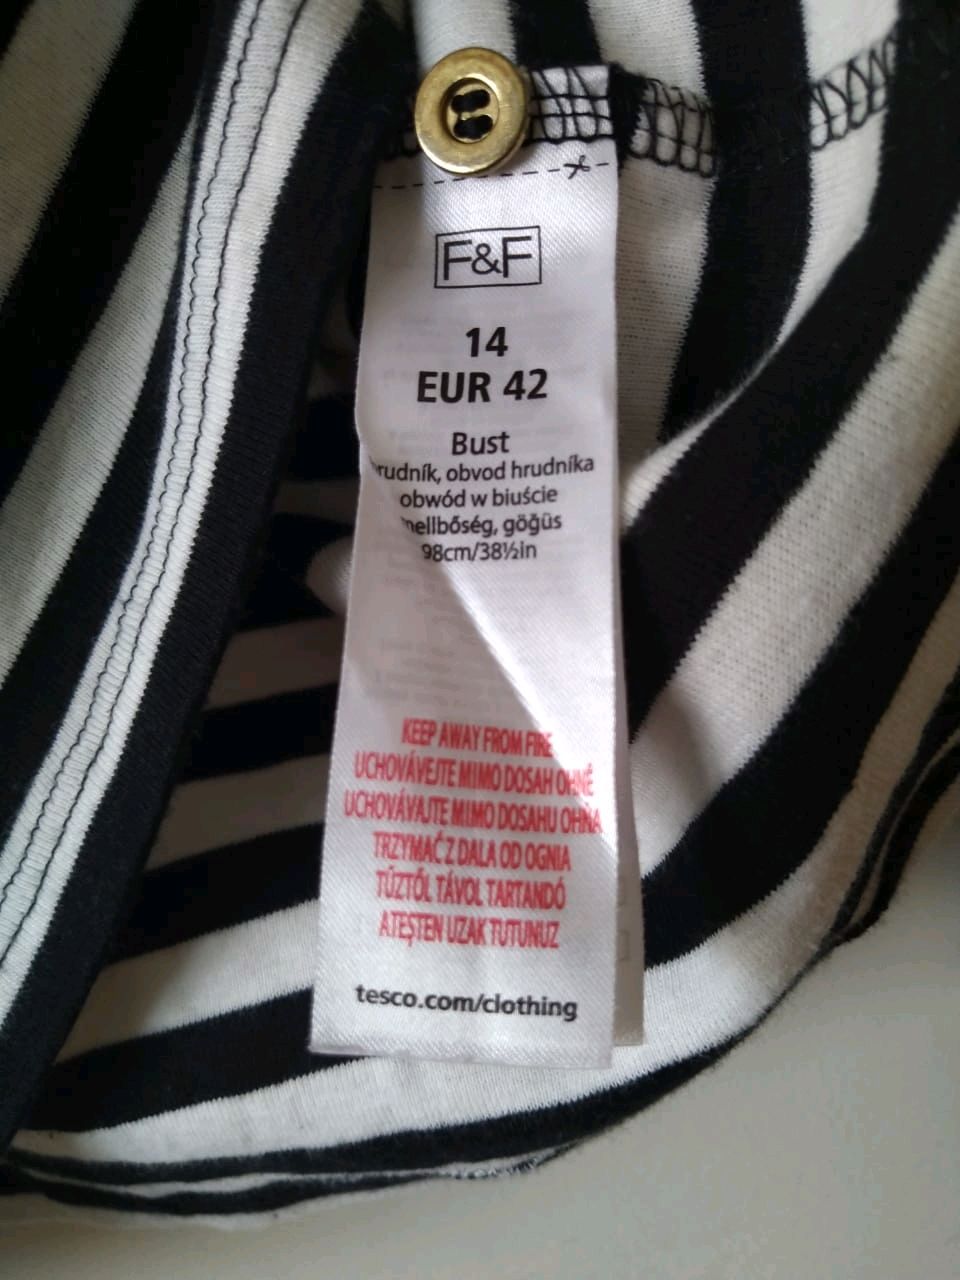 F&F
14
EUR 42
Bust
rudník, obvod hrudníka
obwód w biuście
mellbőség, göğüs
98cm/38½in
KEEP AWAY FROM FIRE
UCHOVÁVEJTE MIMO DOSAH OHNĚ
UCHOVÁVAJTE MIMO DOSAHU OHŇA
TRZYMAĆ Z DALA OD OGNIA
TŰZTŐL TÁVOL TARTANDÓ
ATEŞTEN UZAK TUTUNUZ
tesco.com/clothing